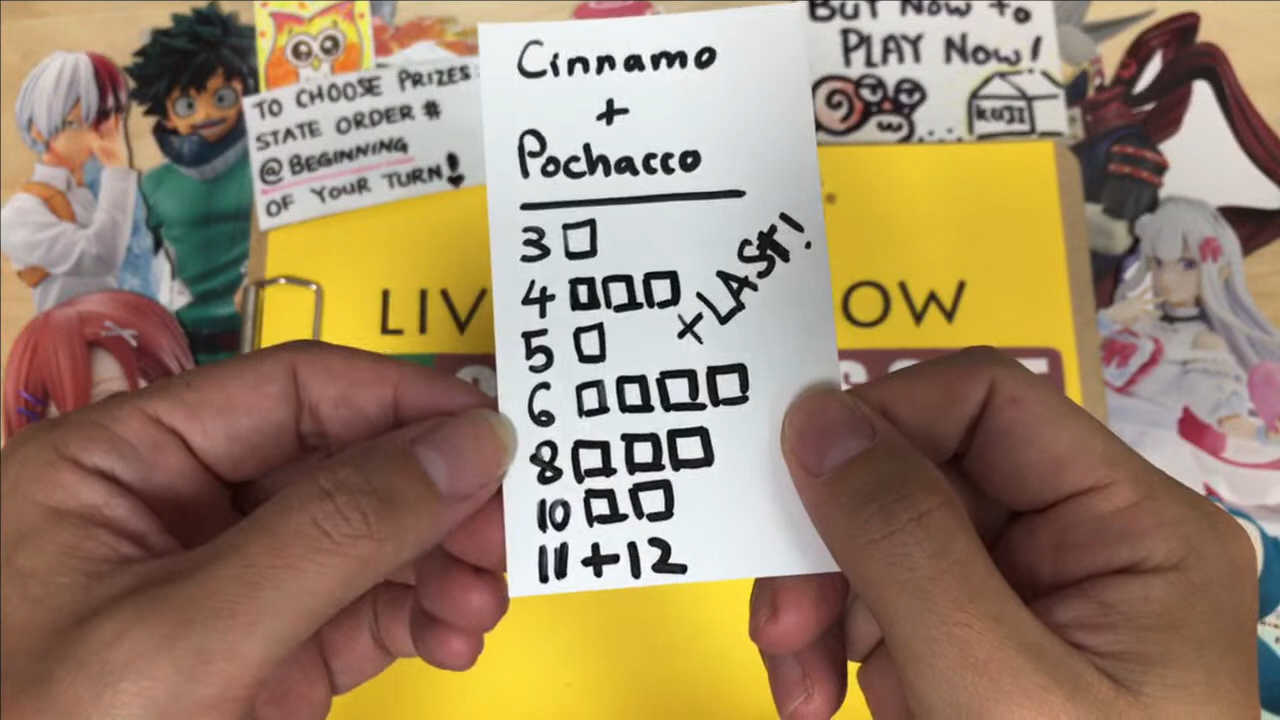 TO CHOOSE PRIZES
STATE ORDER #
@ BEGINNING
OF YOUR TURN!
Cinnamo
+
Pochacco
3 □
4 □□□
+LAST!
5 □
6 □□□□
8 □□□
10 □□
11+12
BUY NOW to
PLAY NOW!
KUJI
LIV
OW